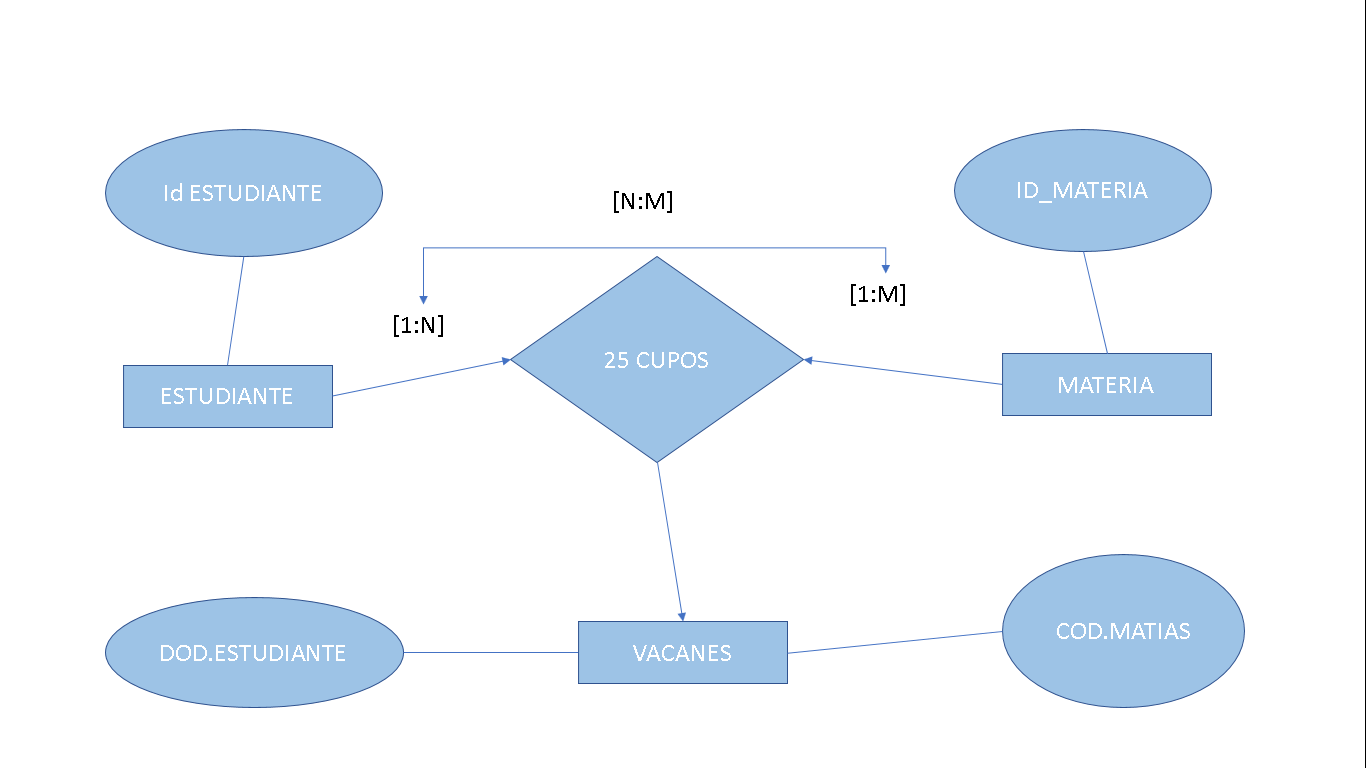 Id ESTUDIANTE
ID_MATERIA
[N:M]
[1:M]
[1:N]
25 CUPOS
ESTUDIANTE
MATERIA
DOD.ESTUDIANTE
VACANES
COD.MATIAS